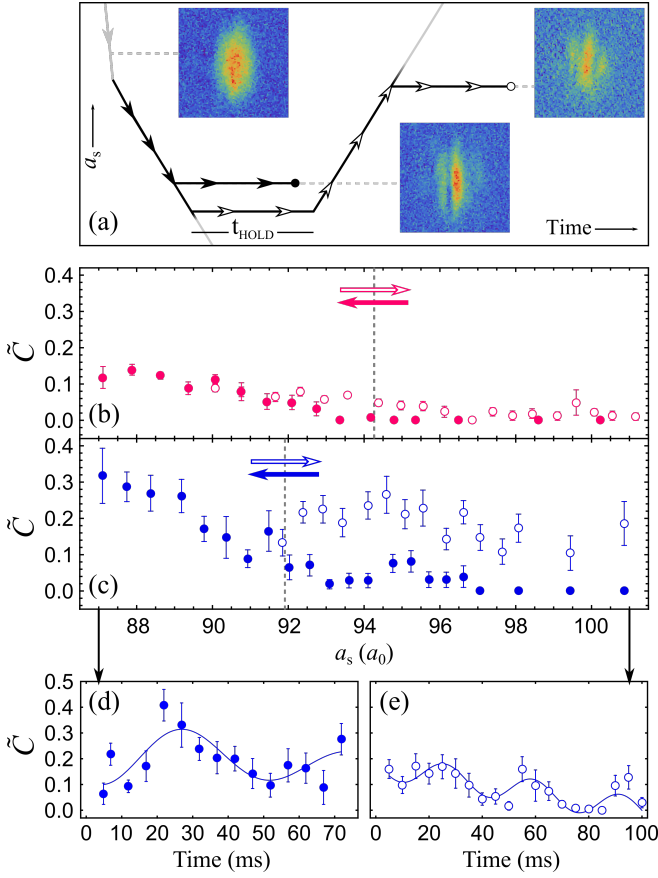 (a)
a_s
t_HOLD
Time
0.4
0.3
0.2
0.1
0.0
C̃
(b)
0.4
0.3
0.2
0.1
0.0
C̃
(c)
88 90 92 94 96 98 100
a_s (a_0)
0.5
0.4
0.3
0.2
0.1
0.0
C̃
(d)
0 10 20 30 40 50 60 70
Time (ms)
(e)
0 20 40 60 80 100
Time (ms)